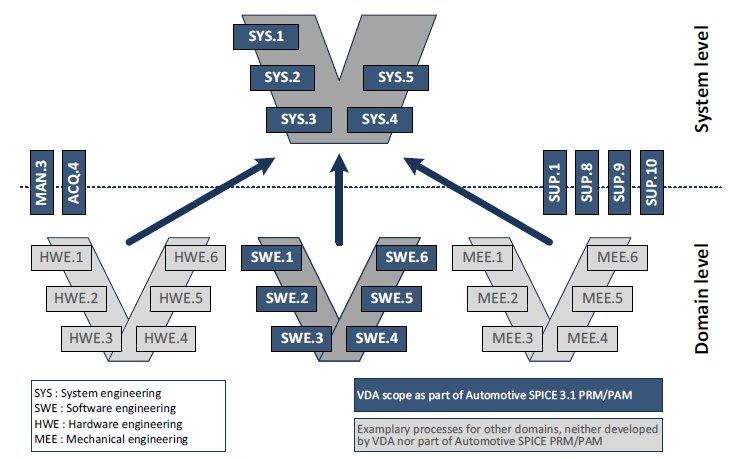 SYS.1
SYS.2
SYS.5
SYS.3
SYS.4
System level
MAN.3
ACQ.4
SUP.1
SUP.8
SUP.9
SUP.10
HWE.1
HWE.6
HWE.2
HWE.5
HWE.3
HWE.4
SWE.1
SWE.6
SWE.2
SWE.5
SWE.3
SWE.4
MEE.1
MEE.6
MEE.2
MEE.5
MEE.3
MEE.4
Domain level
SYS : System engineering
SWE : Software engineering
HWE : Hardware engineering
MEE : Mechanical engineering
VDA scope as part of Automotive SPICE 3.1 PRM/PAM
Examplary processes for other domains, neither developed
by VDA nor part of Automotive SPICE PRM/PAM